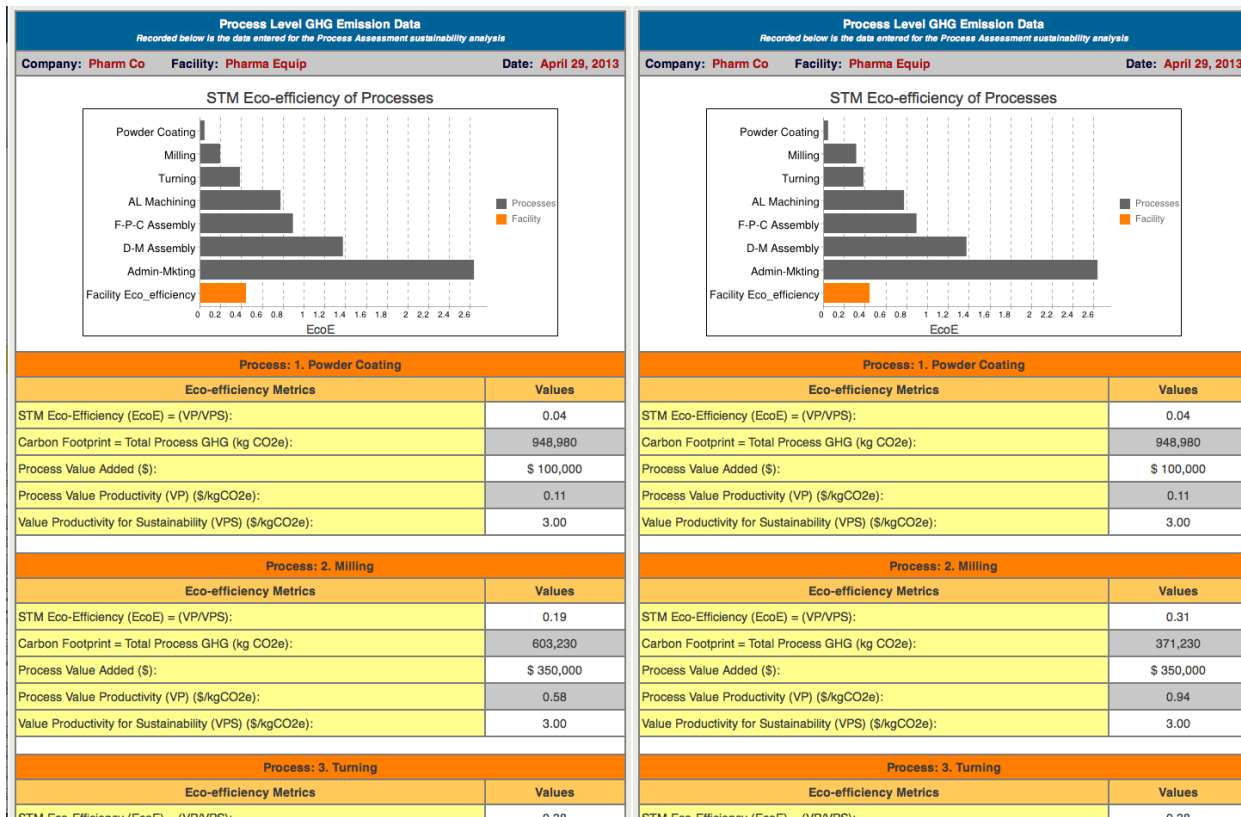 Process Level GHG Emission Data
Recorded below is the data entered for the Process Assessment sustainability analysis
Company: Pharm Co Facility: Pharma Equip Date: April 29, 2013
STM Eco-efficiency of Processes
Powder Coating
Milling
Turning
AL Machining
F-P-C Assembly
D-M Assembly
Admin-Mkting
Facility Eco_efficiency
Processes
Facility
0 0.2 0.4 0.6 0.8 1 1.2 1.4 1.6 1.8 2 2.2 2.4 2.6
EcoE
Process: 1. Powder Coating
Eco-efficiency Metrics Values
STM Eco-Efficiency (EcoE) = (VP/VPS): 0.04
Carbon Footprint = Total Process GHG (kg CO2e): 948,980
Process Value Added ($): $ 100,000
Process Value Productivity (VP) ($/kgCO2e): 0.11
Value Productivity for Sustainability (VPS) ($/kgCO2e): 3.00
Process: 2. Milling
Eco-efficiency Metrics Values
STM Eco-Efficiency (EcoE) = (VP/VPS): 0.19
Carbon Footprint = Total Process GHG (kg CO2e): 603,230
Process Value Added ($): $ 350,000
Process Value Productivity (VP) ($/kgCO2e): 0.58
Value Productivity for Sustainability (VPS) ($/kgCO2e): 3.00
Process: 3. Turning
Eco-efficiency Metrics Values
STM Eco-Efficiency (EcoE) = (VP/VPS): 0.38
Process Level GHG Emission Data
Recorded below is the data entered for the Process Assessment sustainability analysis
Company: Pharm Co Facility: Pharma Equip Date: April 29, 2013
STM Eco-efficiency of Processes
Powder Coating
Milling
Turning
AL Machining
F-P-C Assembly
D-M Assembly
Admin-Mkting
Facility Eco_efficiency
Processes
Facility
0 0.2 0.4 0.6 0.8 1 1.2 1.4 1.6 1.8 2 2.2 2.4 2.6
EcoE
Process: 1. Powder Coating
Eco-efficiency Metrics Values
STM Eco-Efficiency (EcoE) = (VP/VPS): 0.04
Carbon Footprint = Total Process GHG (kg CO2e): 948,980
Process Value Added ($): $ 100,000
Process Value Productivity (VP) ($/kgCO2e): 0.11
Value Productivity for Sustainability (VPS) ($/kgCO2e): 3.00
Process: 2. Milling
Eco-efficiency Metrics Values
STM Eco-Efficiency (EcoE) = (VP/VPS): 0.31
Carbon Footprint = Total Process GHG (kg CO2e): 371,230
Process Value Added ($): $ 350,000
Process Value Productivity (VP) ($/kgCO2e): 0.94
Value Productivity for Sustainability (VPS) ($/kgCO2e): 3.00
Process: 3. Turning
Eco-efficiency Metrics Values
STM Eco-Efficiency (EcoE) = (VP/VPS): 0.38